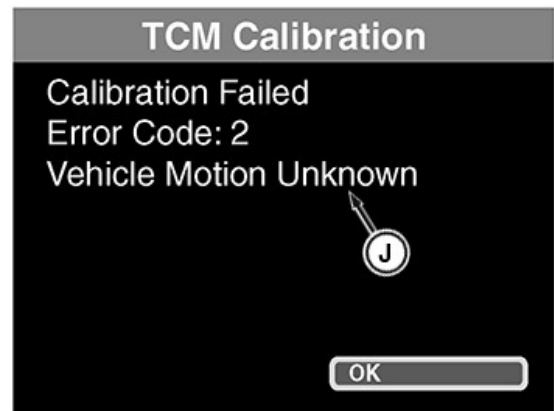 TCM Calibration
Calibration Failed
Error Code: 2
Vehicle Motion Unknown
J
OK